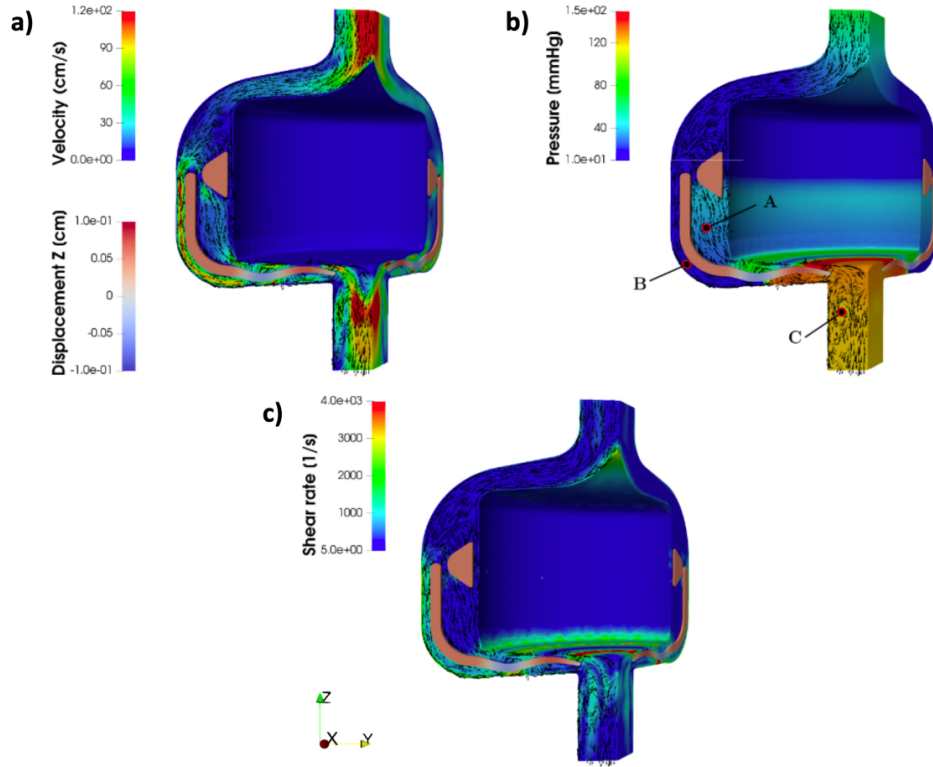 a)
1.2e+02
90
60
30
0.0e+00
Velocity (cm/s)
1.0e-01
0.05
0
-0.05
-1.0e-01
Displacement Z (cm)
b)
1.5e+02
120
80
40
1.0e+01
Pressure (mmHg)
A
B
C
c)
4.0e+03
3000
2000
1000
5.0e+00
Shear rate (1/s)
Z
X
Y